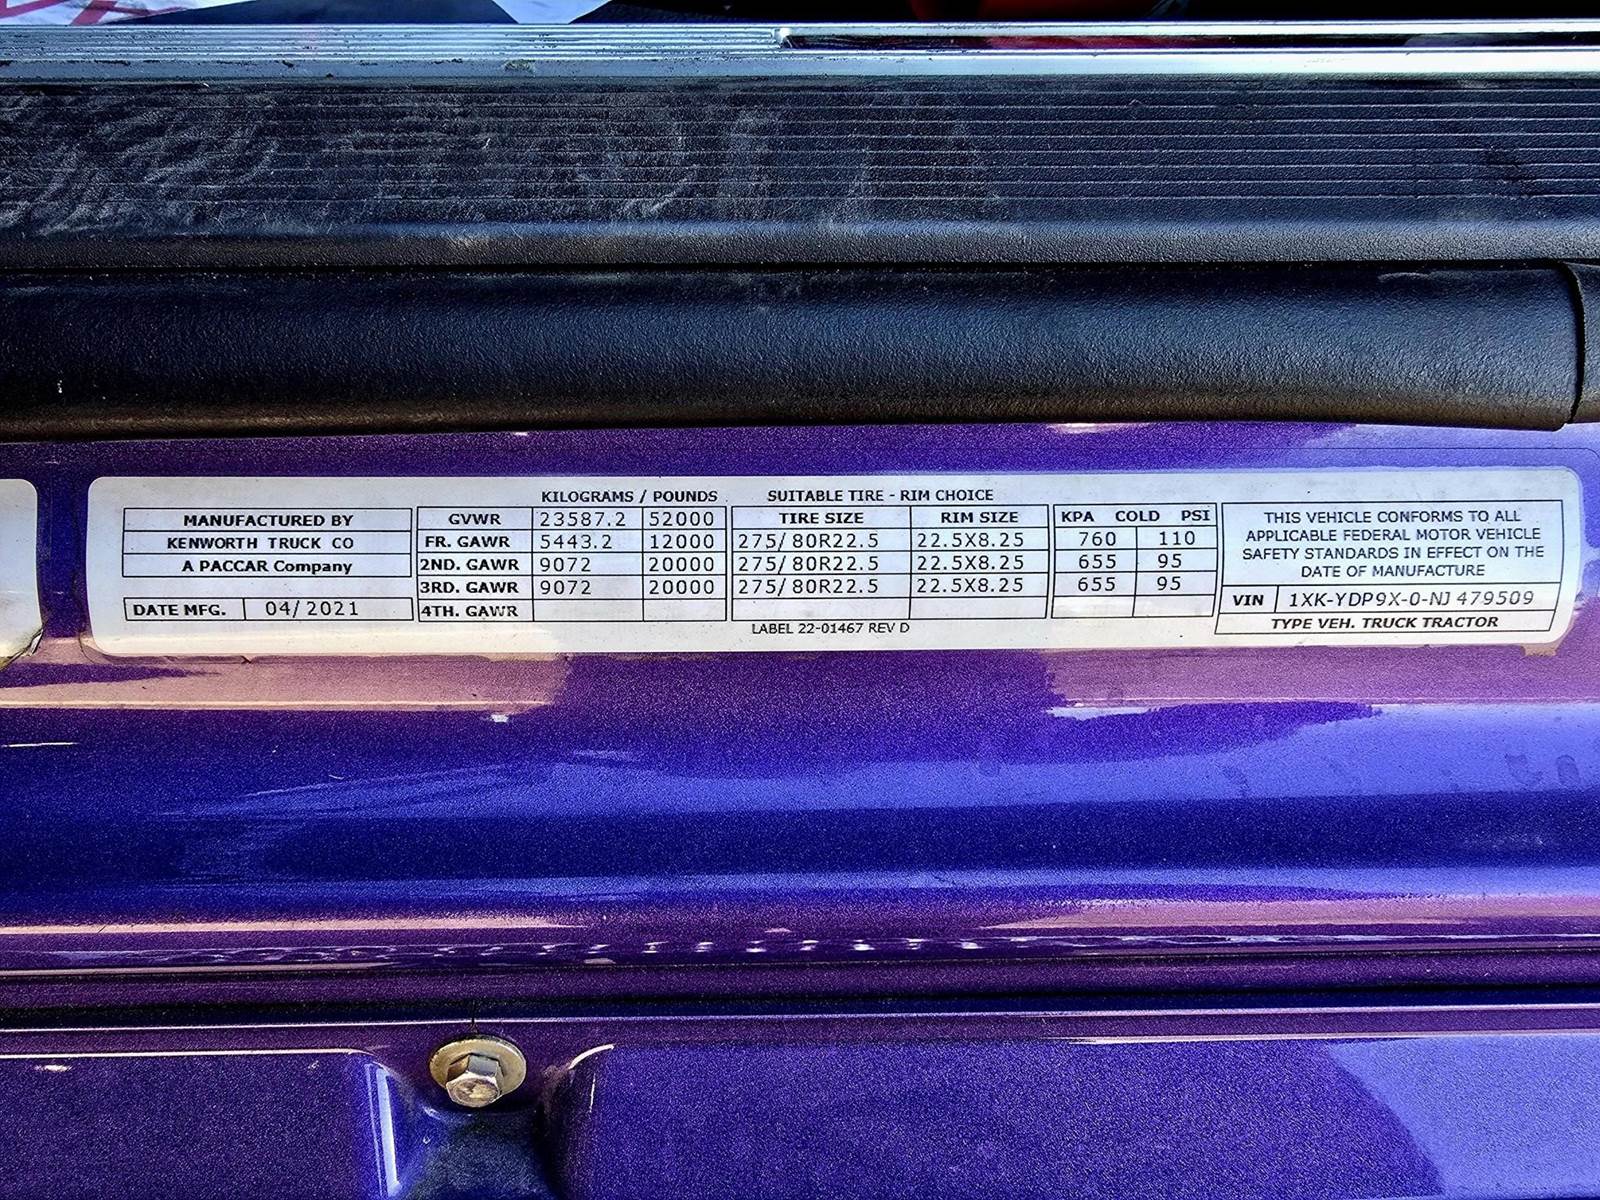 KILOGRAMS / POUNDS SUITABLE TIRE - RIM CHOICE
MANUFACTURED BY
KENWORTH TRUCK CO
A PACCAR Company
DATE MFG. 04/2021
GVWR 23587.2 52000
FR. GAWR 5443.2 12000
2ND. GAWR 9072 20000
3RD. GAWR 9072 20000
4TH. GAWR
TIRE SIZE RIM SIZE
275/80R22.5 22.5X8.25
275/80R22.5 22.5X8.25
275/80R22.5 22.5X8.25
KPA COLD PSI
760 110
655 95
655 95
LABEL 22-01467 REV D
THIS VEHICLE CONFORMS TO ALL
APPLICABLE FEDERAL MOTOR VEHICLE
SAFETY STANDARDS IN EFFECT ON THE
DATE OF MANUFACTURE
VIN 1XK-YDP9X-0-NJ 479509
TYPE VEH. TRUCK TRACTOR